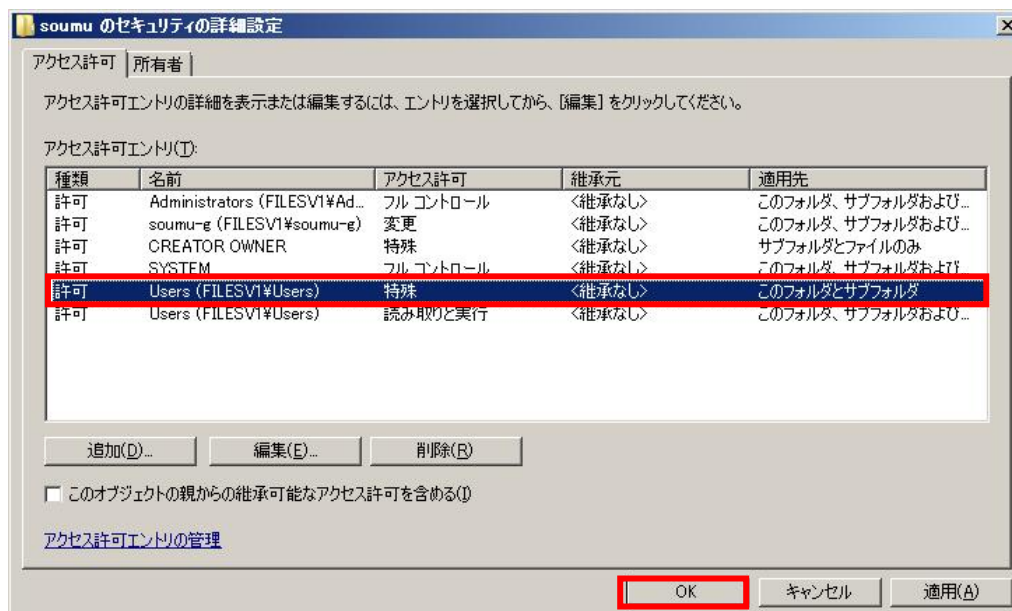 soumu のセキュリティの詳細設定
アクセス許可 所有者
アクセス許可エントリの詳細を表示または編集するには、エントリを選択してから、[編集] をクリックしてください。
アクセス許可エントリ(T):
種類 名前 アクセス許可 継承元 適用先
許可 Administrators (FILESV1¥Ad... フル コントロール <継承なし> このフォルダ、サブフォルダおよび...
許可 soumu-g (FILESV1¥soumu-g) 変更 <継承なし> このフォルダ、サブフォルダおよび...
許可 CREATOR OWNER 特殊 <継承なし> サブフォルダとファイルのみ
許可 SYSTEM フル コントロール <継承なし> このフォルダ、サブフォルダおよび...
許可 Users (FILESV1¥Users) 特殊 <継承なし> このフォルダとサブフォルダ
許可 Users (FILESV1¥Users) 読み取りと実行 <継承なし> このフォルダ、サブフォルダおよび...
追加(D)... 編集(E)... 削除(R)
このオブジェクトの親からの継承可能なアクセス許可を含める(I)
アクセス許可エントリの管理
OK キャンセル 適用(A)